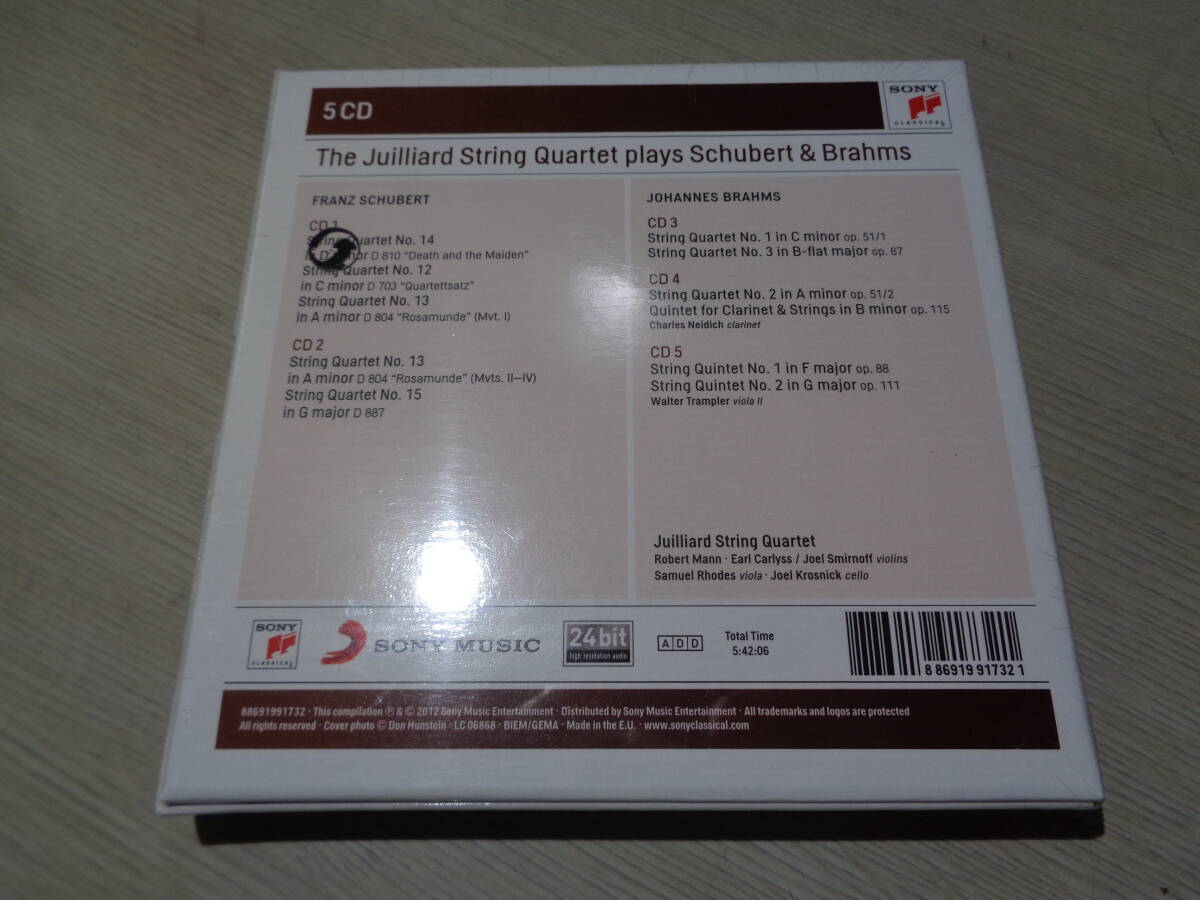 5 CD
SONY
CLASSICAL
The Juilliard String Quartet plays Schubert & Brahms
FRANZ SCHUBERT
CD 1
String Quartet No. 14
in D minor D 810 “Death and the Maiden”
String Quartet No. 12
in C minor D 703 “Quartettsatz”
String Quartet No. 13
in A minor D 804 “Rosamunde” (Mvt. I)
CD 2
String Quartet No. 13
in A minor D 804 “Rosamunde” (Mvts. II–IV)
String Quartet No. 15
in G major D 887
JOHANNES BRAHMS
CD 3
String Quartet No. 1 in C minor op. 51/1
String Quartet No. 3 in B-flat major op. 67
CD 4
String Quartet No. 2 in A minor op. 51/2
Quintet for Clarinet & Strings in B minor op. 115
Charles Neidich clarinet
CD 5
String Quintet No. 1 in F major op. 88
String Quintet No. 2 in G major op. 111
Walter Trampler viola II
Juilliard String Quartet
Robert Mann · Earl Carlyss / Joel Smirnoff violins
Samuel Rhodes viola · Joel Krosnick cello
SONY
CLASSICAL
SONY MUSIC
24 bit
high resolution audio
A D D
Total Time
5:42:06
8 86919 91732 1
88691991732 · This compilation ℗ & © 2012 Sony Music Entertainment · Distributed by Sony Music Entertainment · All trademarks and logos are protected
All rights reserved · Cover photo © Don Hunstein · LC 06868 · BIEM/GEMA · Made in the E.U. · www.sonyclassical.com